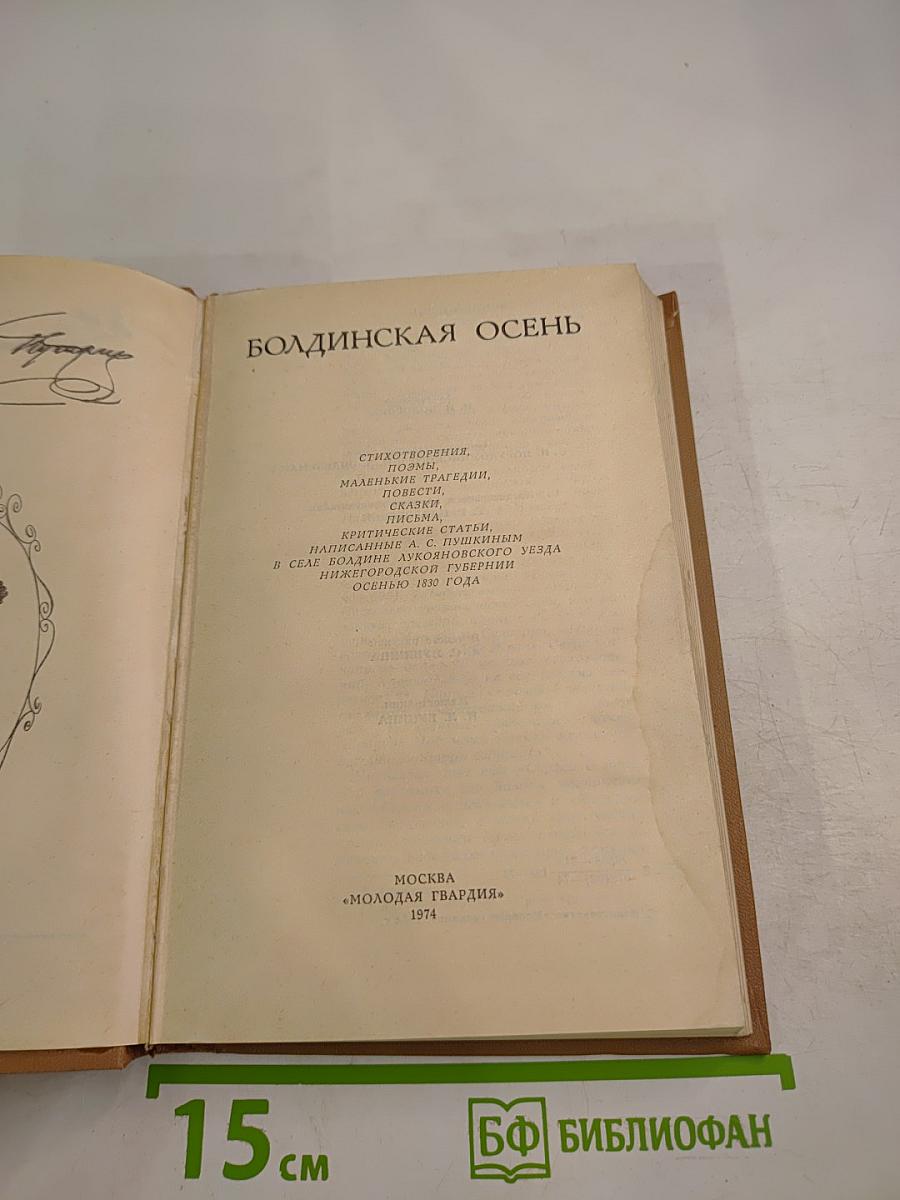 БОЛДИНСКАЯ ОСЕНЬ
СТИХОТВОРЕНИЯ,
ПОЭМЫ,
МАЛЕНЬКИЕ ТРАГЕДИИ,
ПОВЕСТИ,
СКАЗКИ,
ПИСЬМА,
КРИТИЧЕСКИЕ СТАТЬИ,
НАПИСАННЫЕ А. С. ПУШКИНЫМ
В СЕЛЕ БОЛДИНЕ ЛУКОЯНОВСКОГО УЕЗДА
НИЖЕГОРОДСКОЙ ГУБЕРНИИ
ОСЕНЬЮ 1830 ГОДА
МОСКВА
«МОЛОДАЯ ГВАРДИЯ»
1974
15 см
БФ БИБЛИОФАН